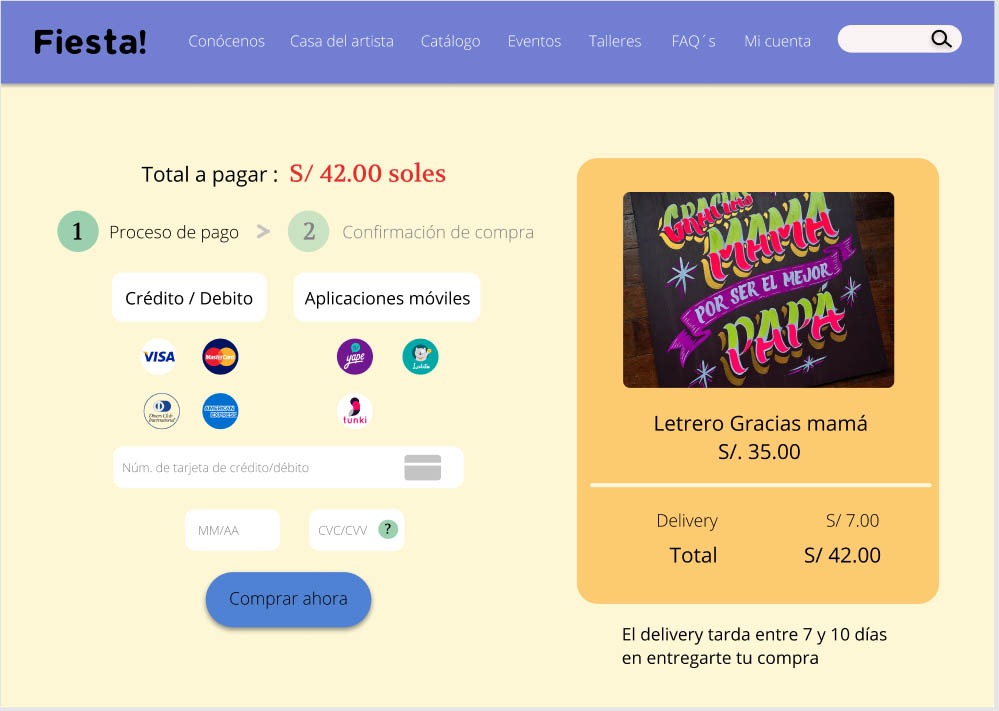 Fiesta!
Conócenos
Casa del artista
Catálogo
Eventos
Talleres
FAQ´s
Mi cuenta
Total a pagar : S/ 42.00 soles
1 Proceso de pago > 2 Confirmación de compra
Crédito / Debito
Aplicaciones móviles
VISA
MasterCard
yape
Lukita
Diners Club
International
AMERICAN
EXPRESS
tunki
Núm. de tarjeta de crédito/débito
MM/AA
CVC/CVV ?
Comprar ahora
GRACIAS
MAMÁ
POR SER EL MEJOR
PAPÁ
Letrero Gracias mamá
S/. 35.00
Delivery S/ 7.00
Total S/ 42.00
El delivery tarda entre 7 y 10 días
en entregarte tu compra